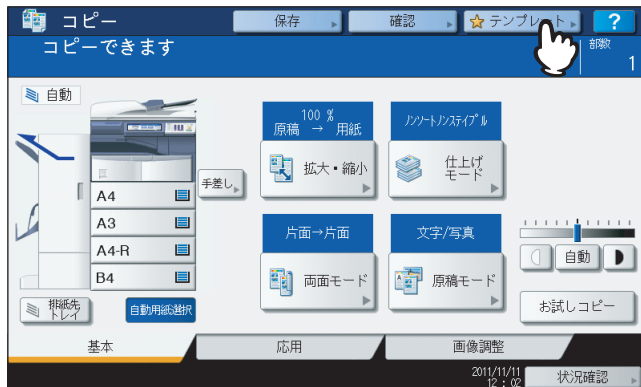 コピー
保存
確認
テンプレート
?
コピーできます
部数
1
自動
100 %
原稿 → 用紙
拡大・縮小
ノンソートノンステイプル
仕上げ
モード
手差し
A4
A3
A4-R
B4
片面→片面
両面モード
文字/写真
原稿モード
自動
お試しコピー
排紙先
トレイ
自動用紙選択
基本
応用
画像調整
2011/11/11
12:02
状況確認